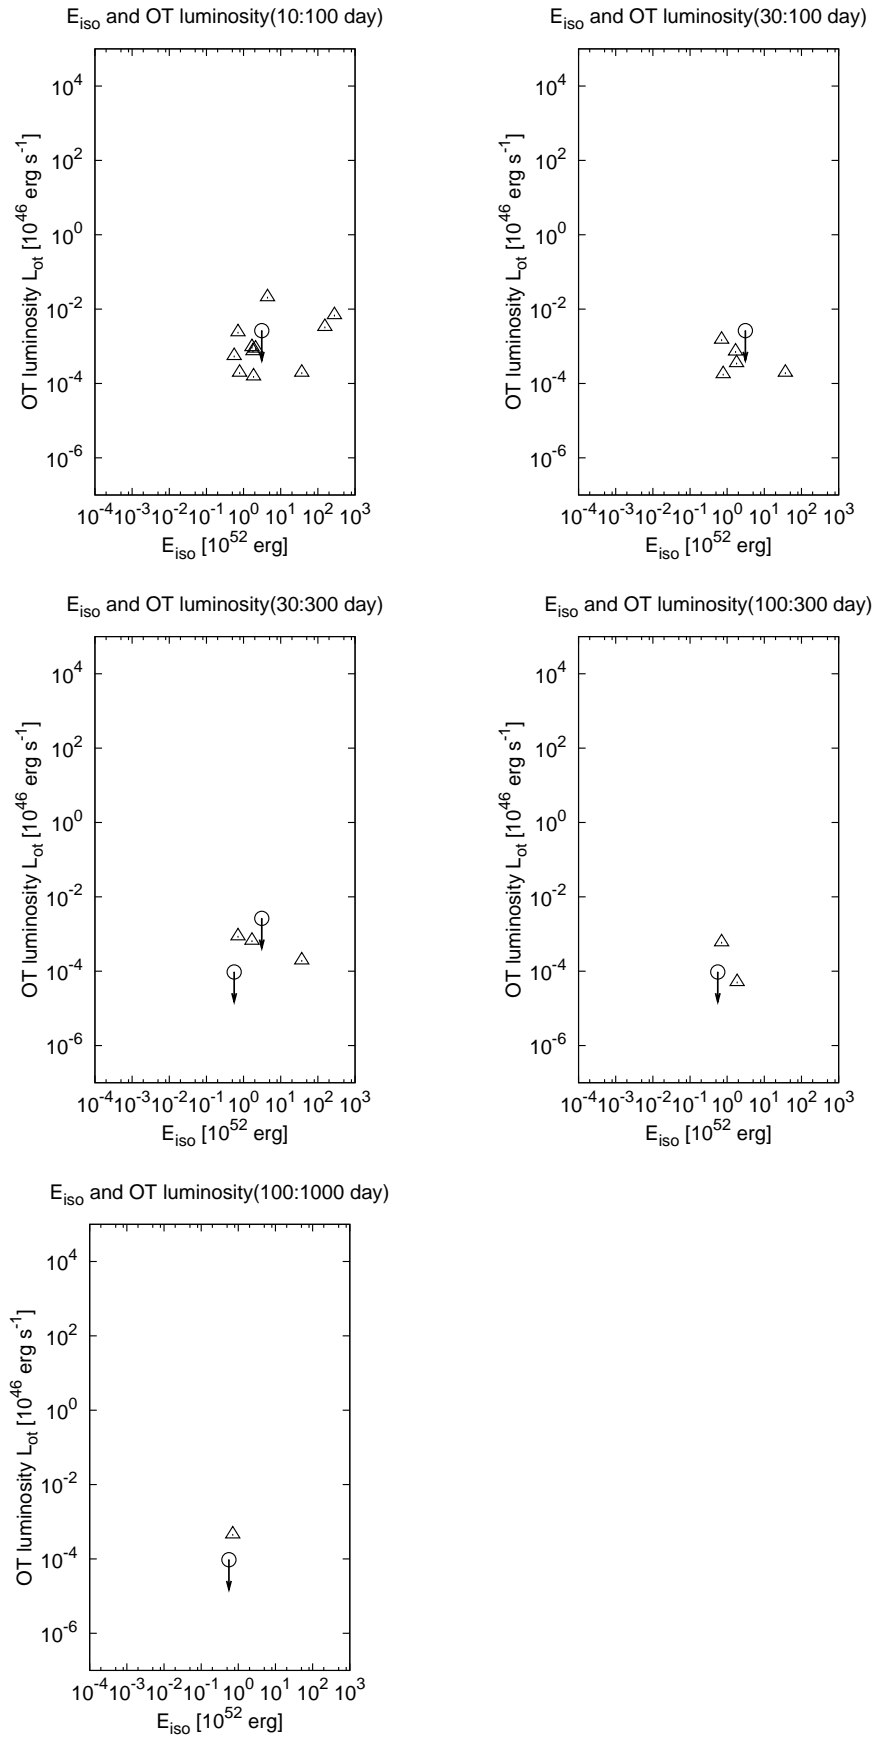 E_iso and OT luminosity(10:100 day)
10^4
10^2
10^0
10^-2
10^-4
10^-6
OT luminosity L_ot [10^46 erg s^-1]
10^-4 10^-3 10^-2 10^-1 10^0 10^1 10^2 10^3
E_iso [10^52 erg]
E_iso and OT luminosity(30:100 day)
10^4
10^2
10^0
10^-2
10^-4
10^-6
OT luminosity L_ot [10^46 erg s^-1]
10^-4 10^-3 10^-2 10^-1 10^0 10^1 10^2 10^3
E_iso [10^52 erg]
E_iso and OT luminosity(30:300 day)
10^4
10^2
10^0
10^-2
10^-4
10^-6
OT luminosity L_ot [10^46 erg s^-1]
10^-4 10^-3 10^-2 10^-1 10^0 10^1 10^2 10^3
E_iso [10^52 erg]
E_iso and OT luminosity(100:300 day)
10^4
10^2
10^0
10^-2
10^-4
10^-6
OT luminosity L_ot [10^46 erg s^-1]
10^-4 10^-3 10^-2 10^-1 10^0 10^1 10^2 10^3
E_iso [10^52 erg]
E_iso and OT luminosity(100:1000 day)
10^4
10^2
10^0
10^-2
10^-4
10^-6
OT luminosity L_ot [10^46 erg s^-1]
10^-4 10^-3 10^-2 10^-1 10^0 10^1 10^2 10^3
E_iso [10^52 erg]